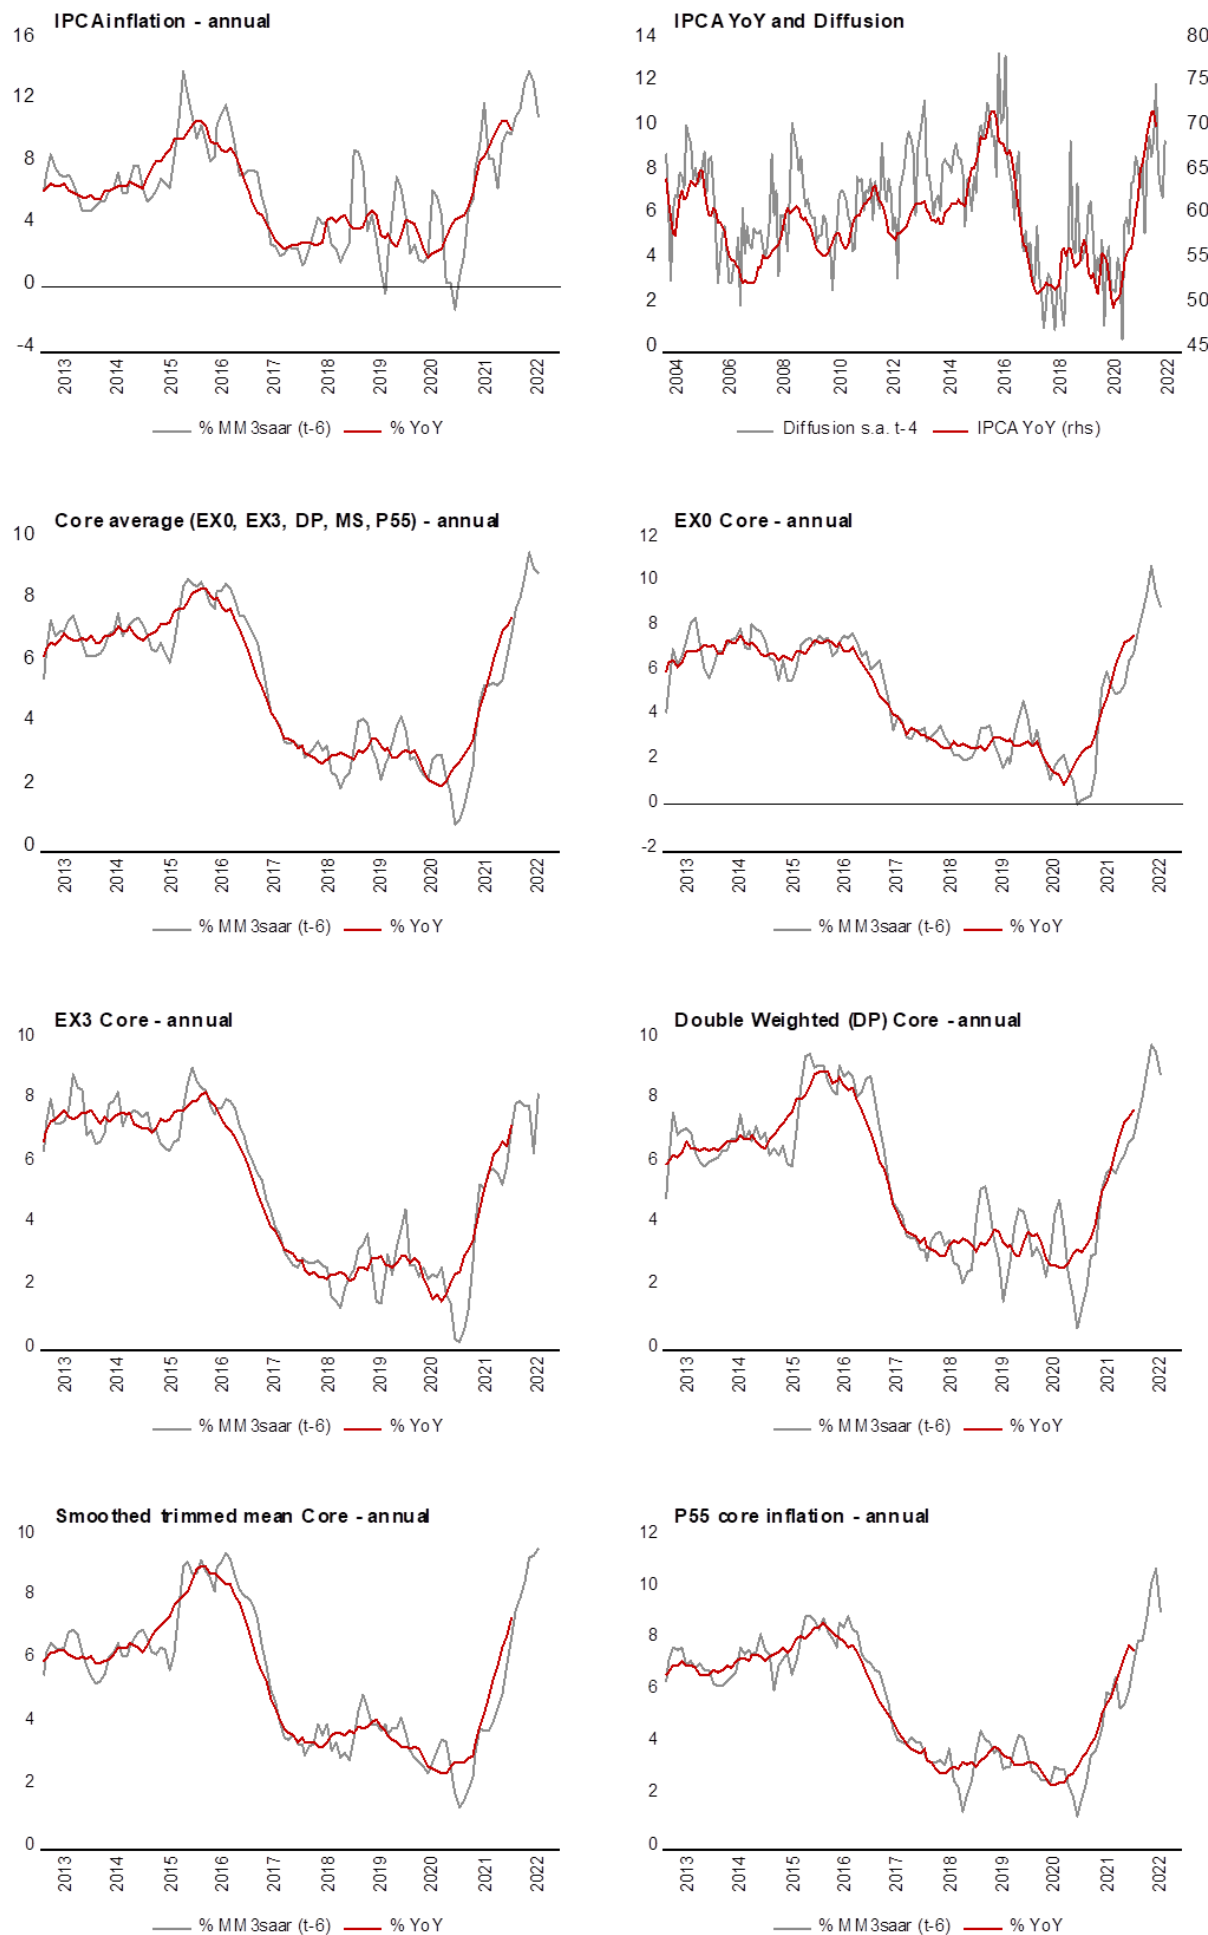 IPCA inflation - annual
16
12
8
4
0
-4
2013 2014 2015 2016 2017 2018 2019 2020 2021 2022
% MM3saar (t-6) % YoY
IPCA YoY and Diffusion
14 80
12 75
10 70
8 65
6 60
4 55
2 50
0 45
2004 2006 2008 2010 2012 2014 2016 2018 2020 2022
Diffusion s.a. t-4 IPCA YoY (rhs)
Core average (EX0, EX3, DP, MS, P55) - annual
10
8
6
4
2
0
2013 2014 2015 2016 2017 2018 2019 2020 2021 2022
% MM3saar (t-6) % YoY
EX0 Core - annual
12
10
8
6
4
2
0
-2
2013 2014 2015 2016 2017 2018 2019 2020 2021 2022
% MM3saar (t-6) % YoY
EX3 Core - annual
10
8
6
4
2
0
2013 2014 2015 2016 2017 2018 2019 2020 2021 2022
% MM3saar (t-6) % YoY
Double Weighted (DP) Core - annual
10
8
6
4
2
0
2013 2014 2015 2016 2017 2018 2019 2020 2021 2022
% MM3saar (t-6) % YoY
Smoothed trimmed mean Core - annual
10
8
6
4
2
0
2013 2014 2015 2016 2017 2018 2019 2020 2021 2022
% MM3saar (t-6) % YoY
P55 core inflation - annual
12
10
8
6
4
2
0
2013 2014 2015 2016 2017 2018 2019 2020 2021 2022
% MM3saar (t-6) % YoY